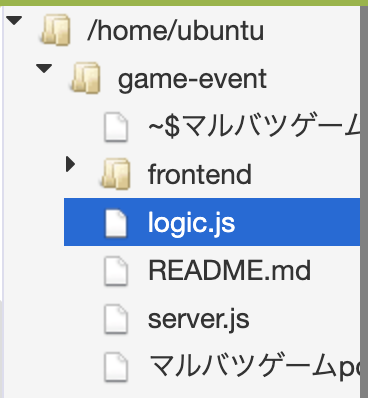 /home/ubuntu
game-event
~$マルバツゲーム
frontend
logic.js
README.md
server.js
マルバツゲームpo